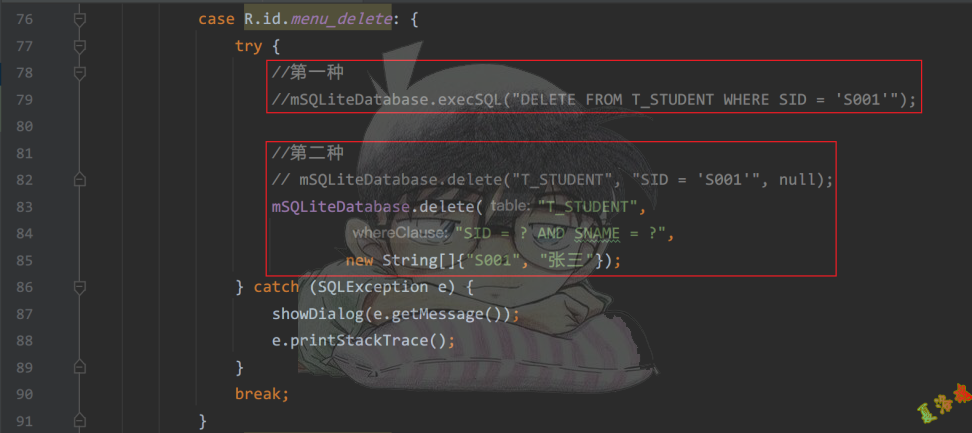 76 case R.id.menu_delete: {
77 try {
78 //第一种
79 //mSQLiteDatabase.execSQL("DELETE FROM T_STUDENT WHERE SID = 'S001'");
80
81 //第二种
82 // mSQLiteDatabase.delete("T_STUDENT", "SID = 'S001'", null);
83 mSQLiteDatabase.delete( table: "T_STUDENT",
84 whereClause: "SID = ? AND SNAME = ?",
85 new String[]{"S001", "张三"});
86 } catch (SQLException e) {
87 showDialog(e.getMessage());
88 e.printStackTrace();
89 }
90 break;
91 }